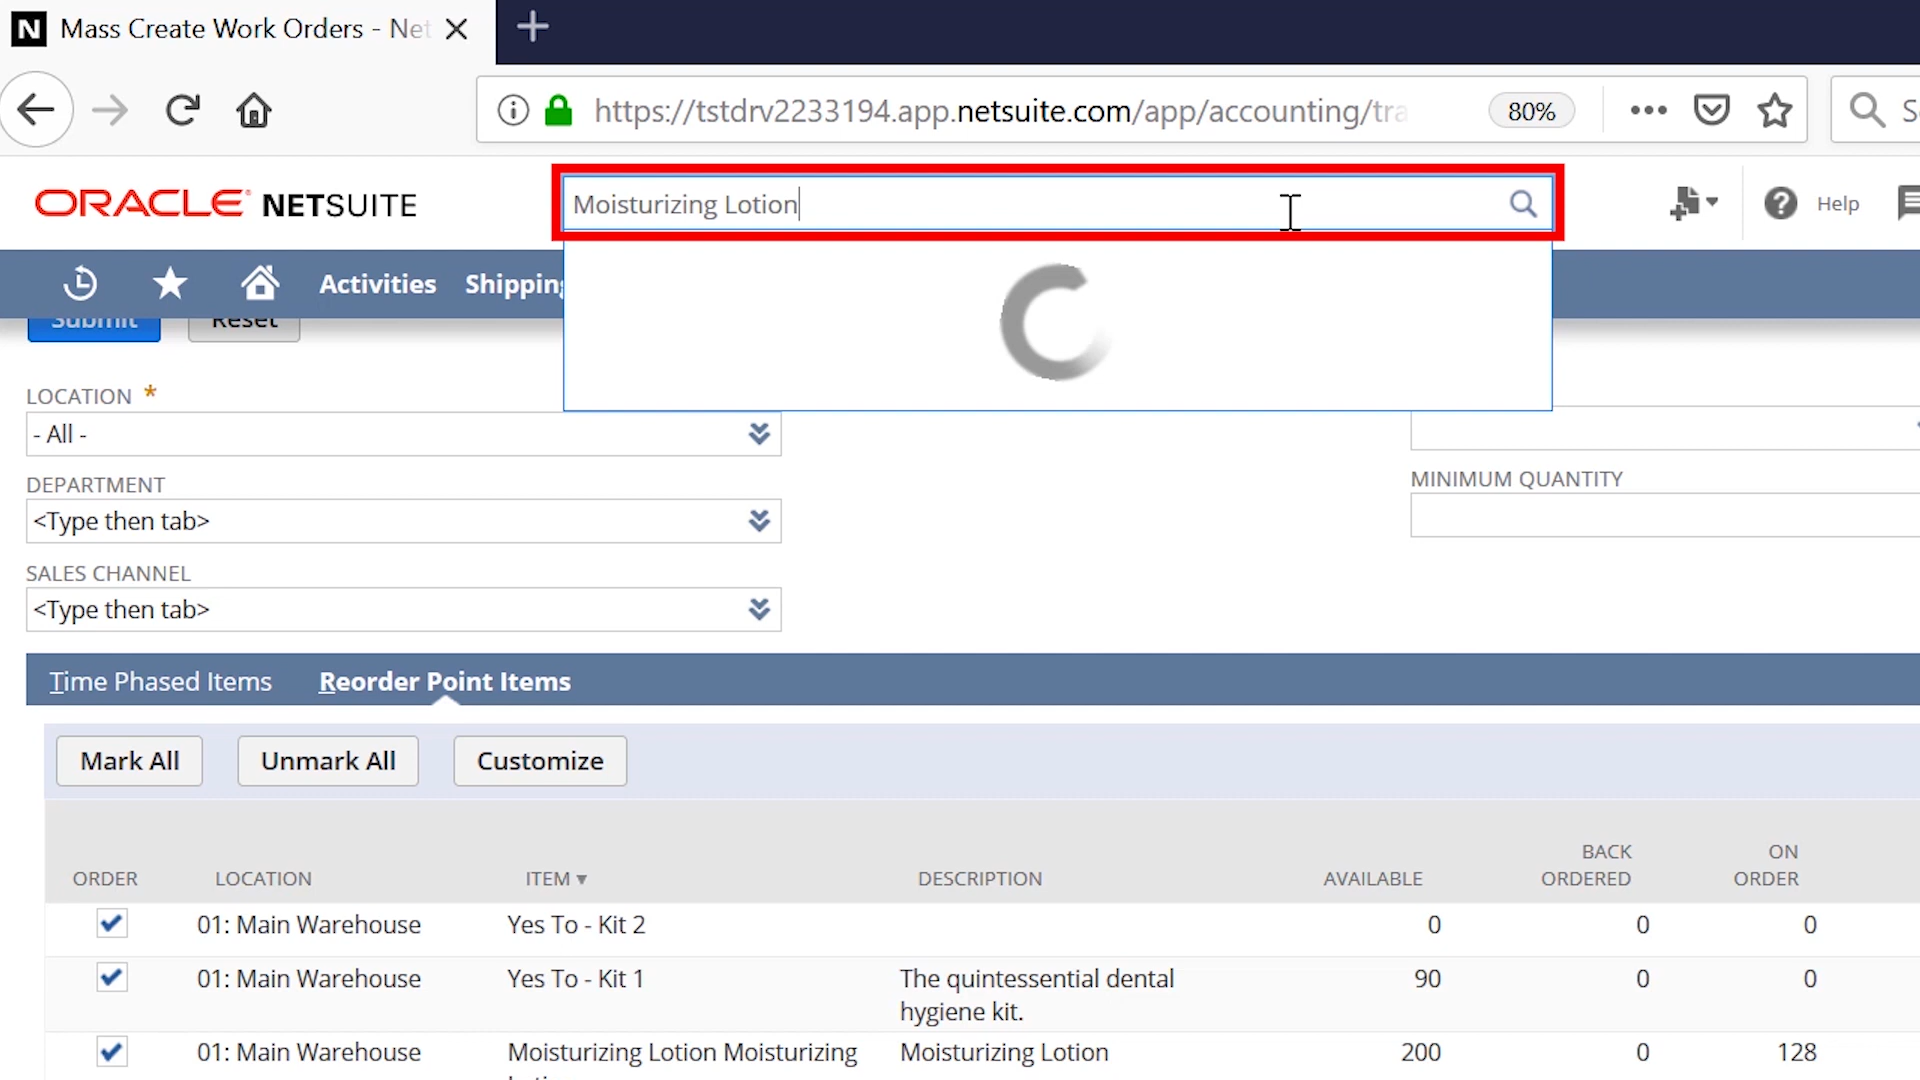 N Mass Create Work Orders - Net
https://tstdrv2233194.app.netsuite.com/app/accounting/tra
80%
S
ORACLE NETSUITE
Moisturizing Lotion
Help
Activities
Shipping
Submit
Reset
LOCATION *
- All -
DEPARTMENT
<Type then tab>
MINIMUM QUANTITY
SALES CHANNEL
<Type then tab>
Time Phased Items
Reorder Point Items
Mark All
Unmark All
Customize
ORDER LOCATION ITEM ▼ DESCRIPTION AVAILABLE BACK ORDERED ON ORDER
01: Main Warehouse Yes To - Kit 2 0 0 0
01: Main Warehouse Yes To - Kit 1 The quintessential dental 90 0 0
hygiene kit.
01: Main Warehouse Moisturizing Lotion Moisturizing Moisturizing Lotion 200 0 128